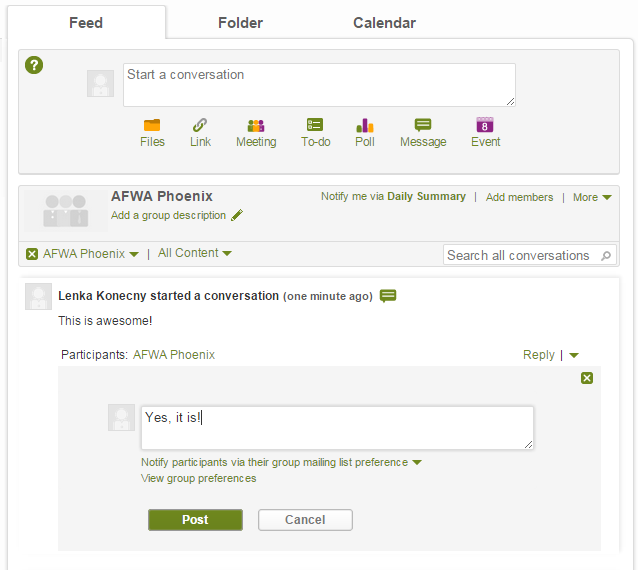 Feed Folder Calendar
?
Start a conversation
Files Link Meeting To-do Poll Message 8 Event
AFWA Phoenix
Notify me via Daily Summary | Add members | More
Add a group description
AFWA Phoenix | All Content
Search all conversations
Lenka Konecny started a conversation (one minute ago)
This is awesome!
Participants: AFWA Phoenix
Reply |
Yes, it is!
Notify participants via their group mailing list preference
View group preferences
Post Cancel